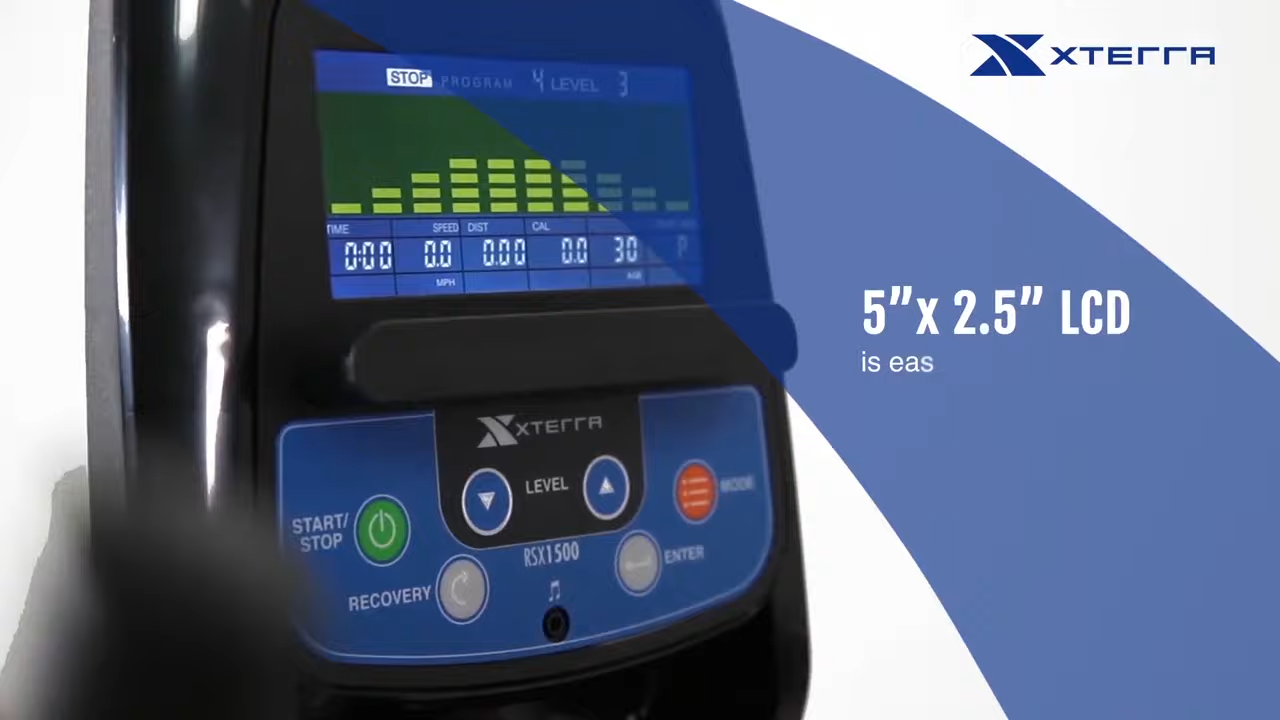 XTERRA
STOP PROGRAM 4 LEVEL 3
TIME SPEED DIST CAL
0:00 0.0 0.00 0.0 30 P
MPH AGE
5"x 2.5" LCD
is eas
XTERRA
LEVEL
MODE
START/
STOP
RSX1500
ENTER
RECOVERY